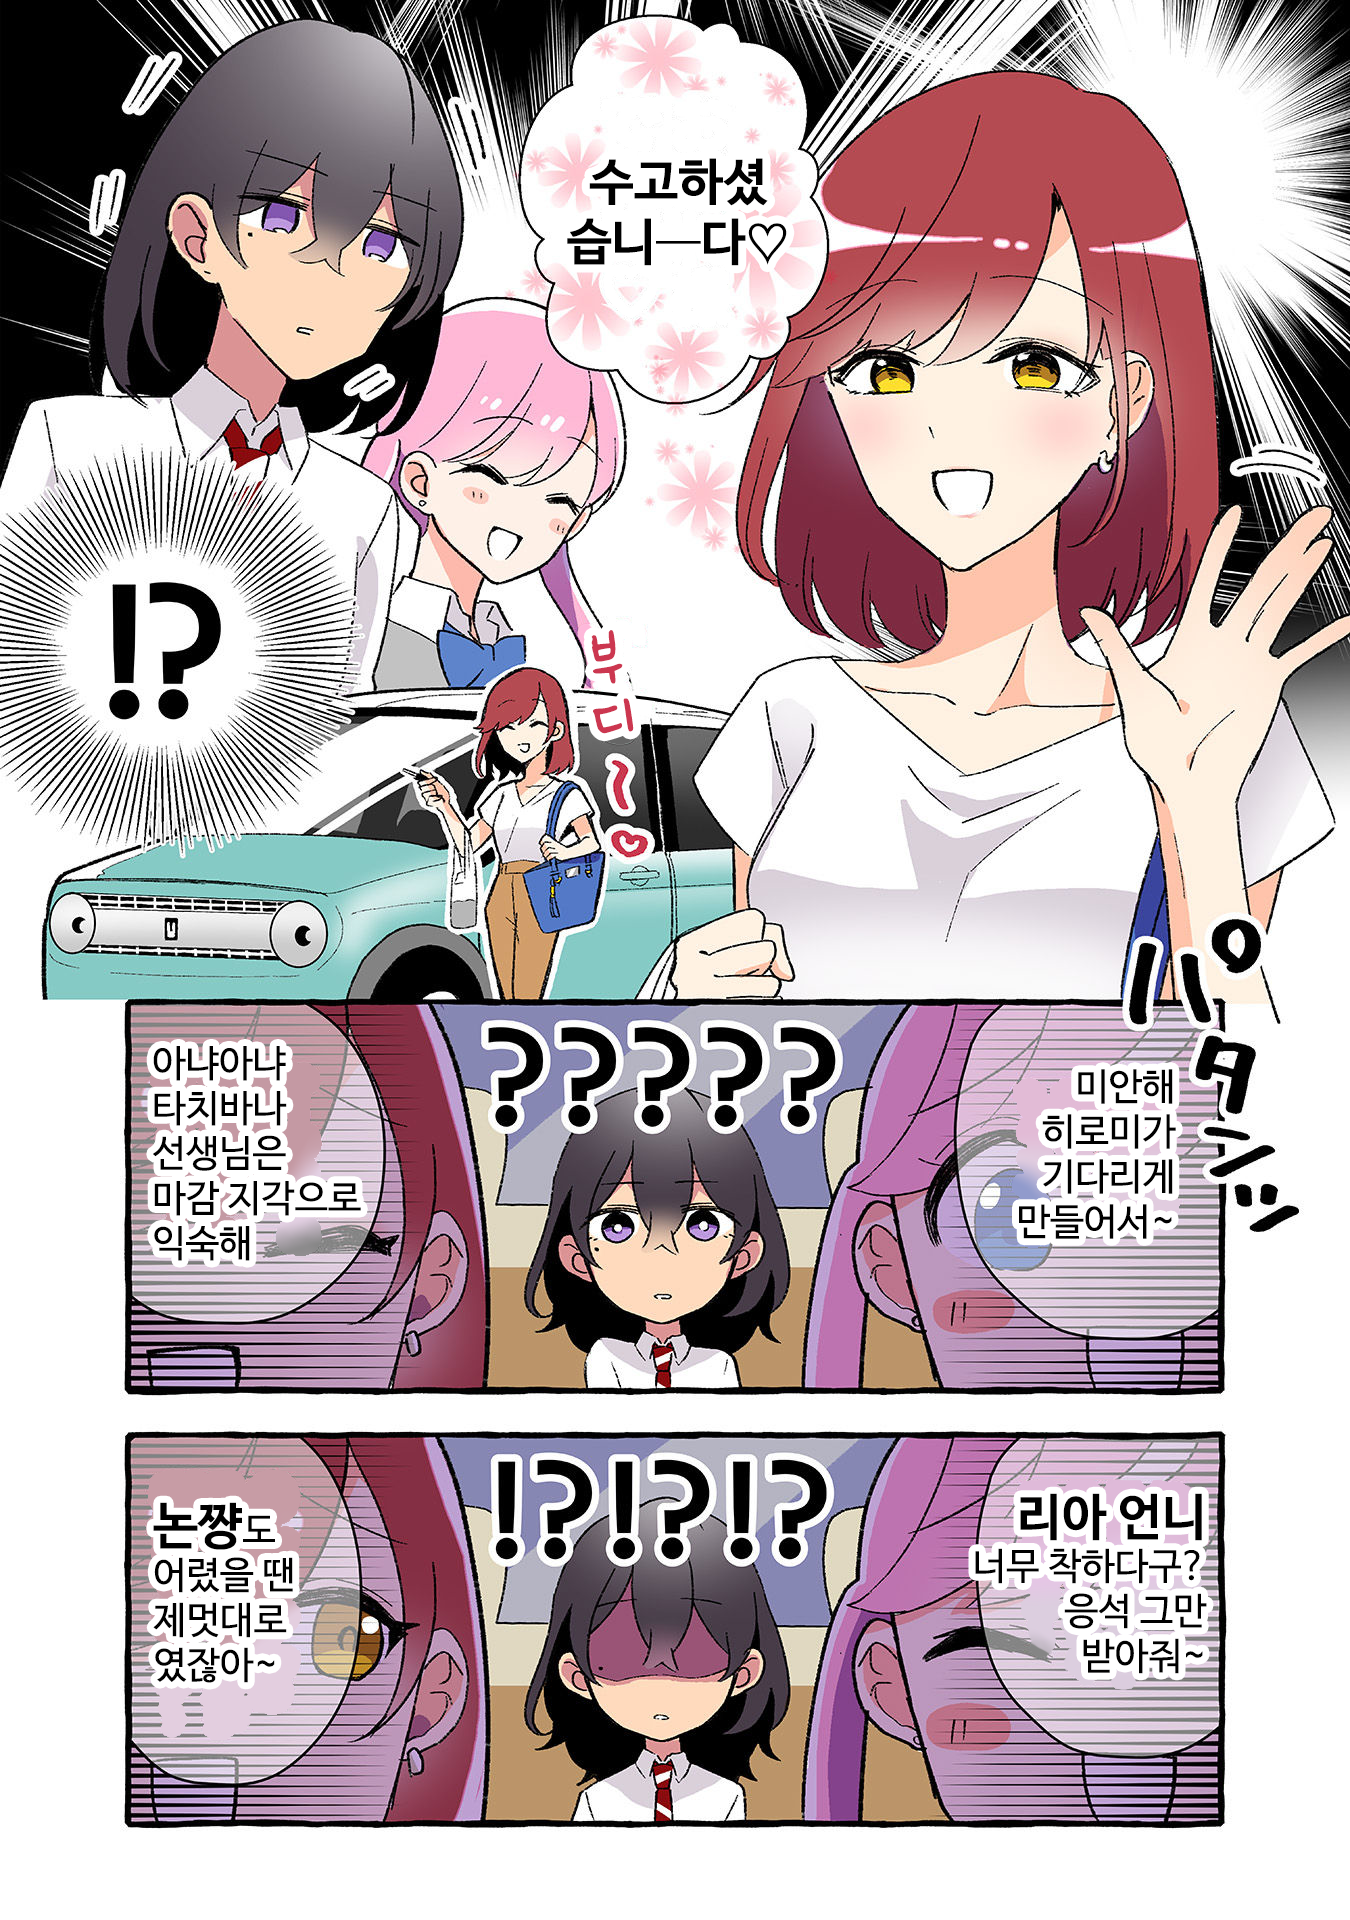 수고하셨
습니—다♡
!?
부디~♡
パタンッ
?????
미안해
히로미가
기다리게
만들어서~
아냐아냐
타치바나
선생님은
마감 지각으로
익숙해
!?!?!?
리아 언니
너무 착하다구?
응석 그만
받아줘~
논쨩도
어렸을 땐
제멋대로
였잖아~